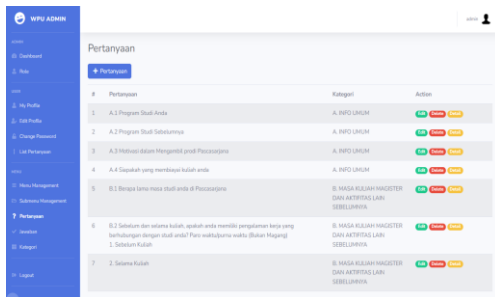 WPU ADMIN
admin
ADMIN
Dashboard
Role
USER
My Profile
Edit Profile
Change Password
List Pertanyaan
MENU
Menu Management
Submenu Management
Pertanyaan
Jawaban
Kategori
Logout
Pertanyaan
+ Pertanyaan
# Pertanyaan Kategori Action
1 A.1 Program Studi Anda A. INFO UMUM Edit Delete Detail
2 A.2 Program Studi Sebelumnya A. INFO UMUM Edit Delete Detail
3 A.3 Motivasi dalam Mengambil prodi Pascasarjana A. INFO UMUM Edit Delete Detail
4 A.4 Siapakah yang membiayai kuliah anda A. INFO UMUM Edit Delete Detail
5 B.1 Berapa lama masa studi anda di Pascasarjana B. MASA KULIAH MAGISTER Edit Delete Detail
DAN AKTIFITAS LAIN
SEBELUMNYA
6 B.2 Sebelum dan selama kuliah, apakah anda memiliki pengalaman kerja yang B. MASA KULIAH MAGISTER Edit Delete Detail
berhubungan dengan studi anda? Paro waktu/purna waktu (Bukan Magang) DAN AKTIFITAS LAIN
1. Sebelum Kuliah SEBELUMNYA
7 2. Selama Kuliah B. MASA KULIAH MAGISTER Edit Delete Detail
DAN AKTIFITAS LAIN
SEBELUMNYA